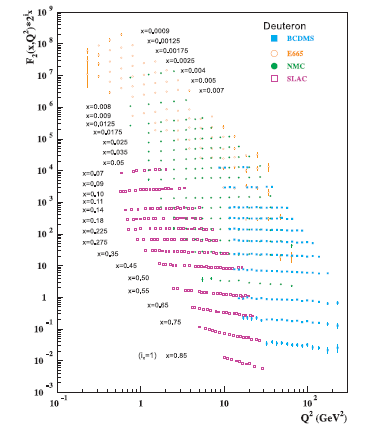 F₂(x,Q²)*2ⁱₓ
Deuteron
BCDMS
E665
NMC
SLAC
x=0.0009
x=0.00125
x=0.00175
x=0.0025
x=0.004
x=0.005
x=0.007
x=0.008
x=0.009
x=0.0125
x=0.0175
x=0.025
x=0.035
x=0.05
x=0.07
x=0.09
x=0.10
x=0.11
x=0.14
x=0.18
x=0.225
x=0.275
x=0.35
x=0.45
x=0,50
x=0.55
x=0.65
x=0.75
(iₓ=1) x=0.85
10⁹
10⁸
10⁷
10⁶
10⁵
10⁴
10³
10²
10
1
10⁻¹
10⁻²
10⁻³
10⁻¹ 1 10 10²
Q² (GeV²)